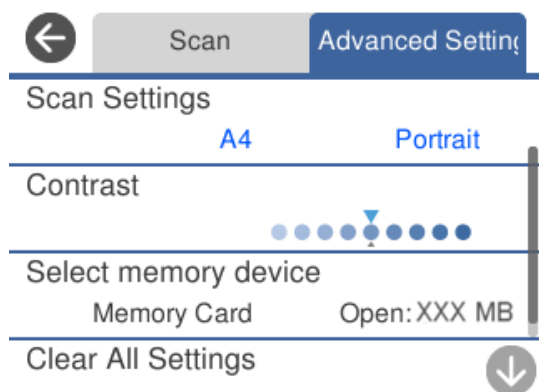 Scan Advanced Setting
Scan Settings
A4 Portrait
Contrast
Select memory device
Memory Card Open: XXX MB
Clear All Settings